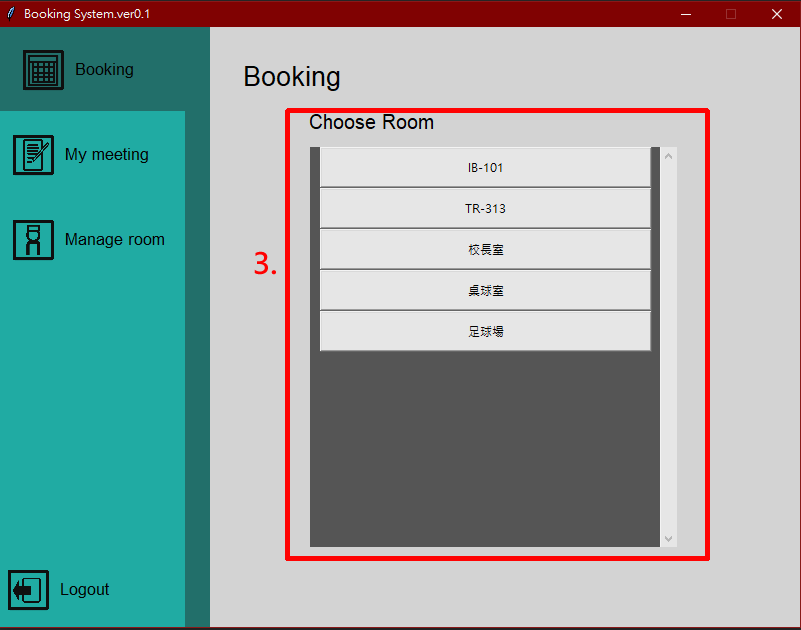 Booking System.ver0.1
Booking
My meeting
Manage room
Logout
Booking
Choose Room
3.
IB-101
TR-313
校長室
桌球室
足球場